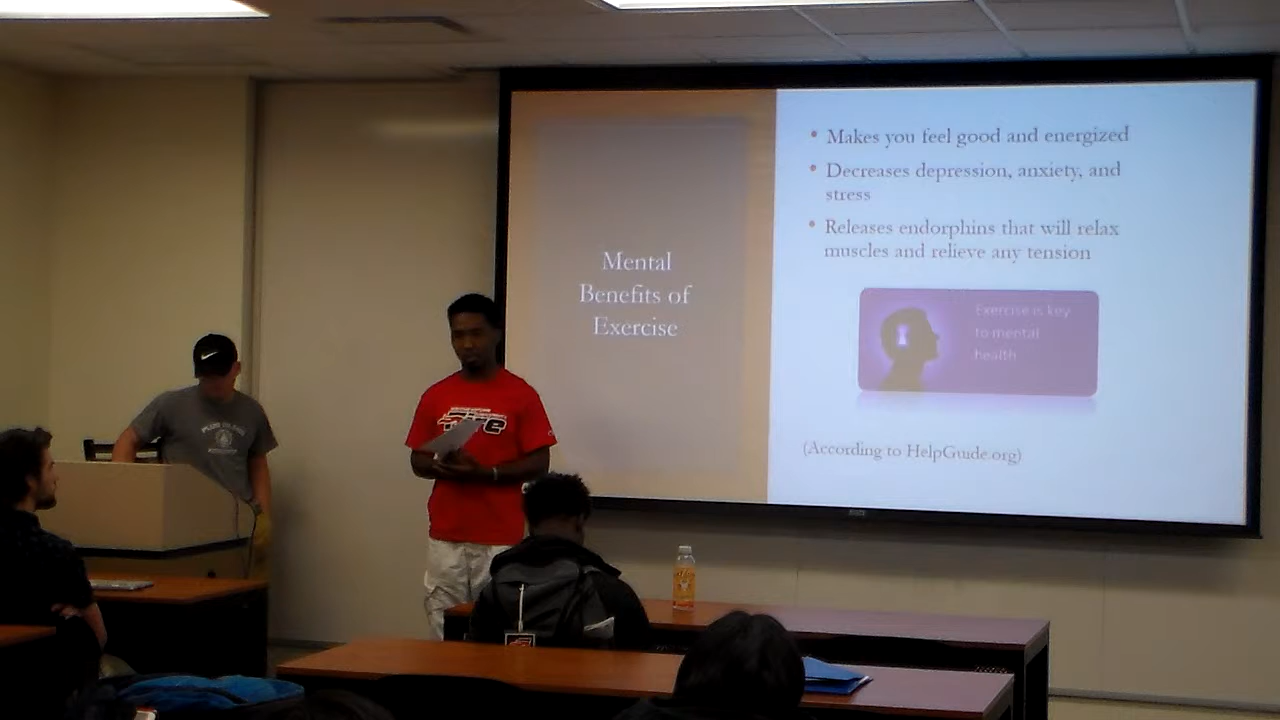 Mental
Benefits of
Exercise
• Makes you feel good and energized
• Decreases depression, anxiety, and
stress
• Releases endorphins that will relax
muscles and relieve any tension
Exercise is key
to mental
health
(According to HelpGuide.org)